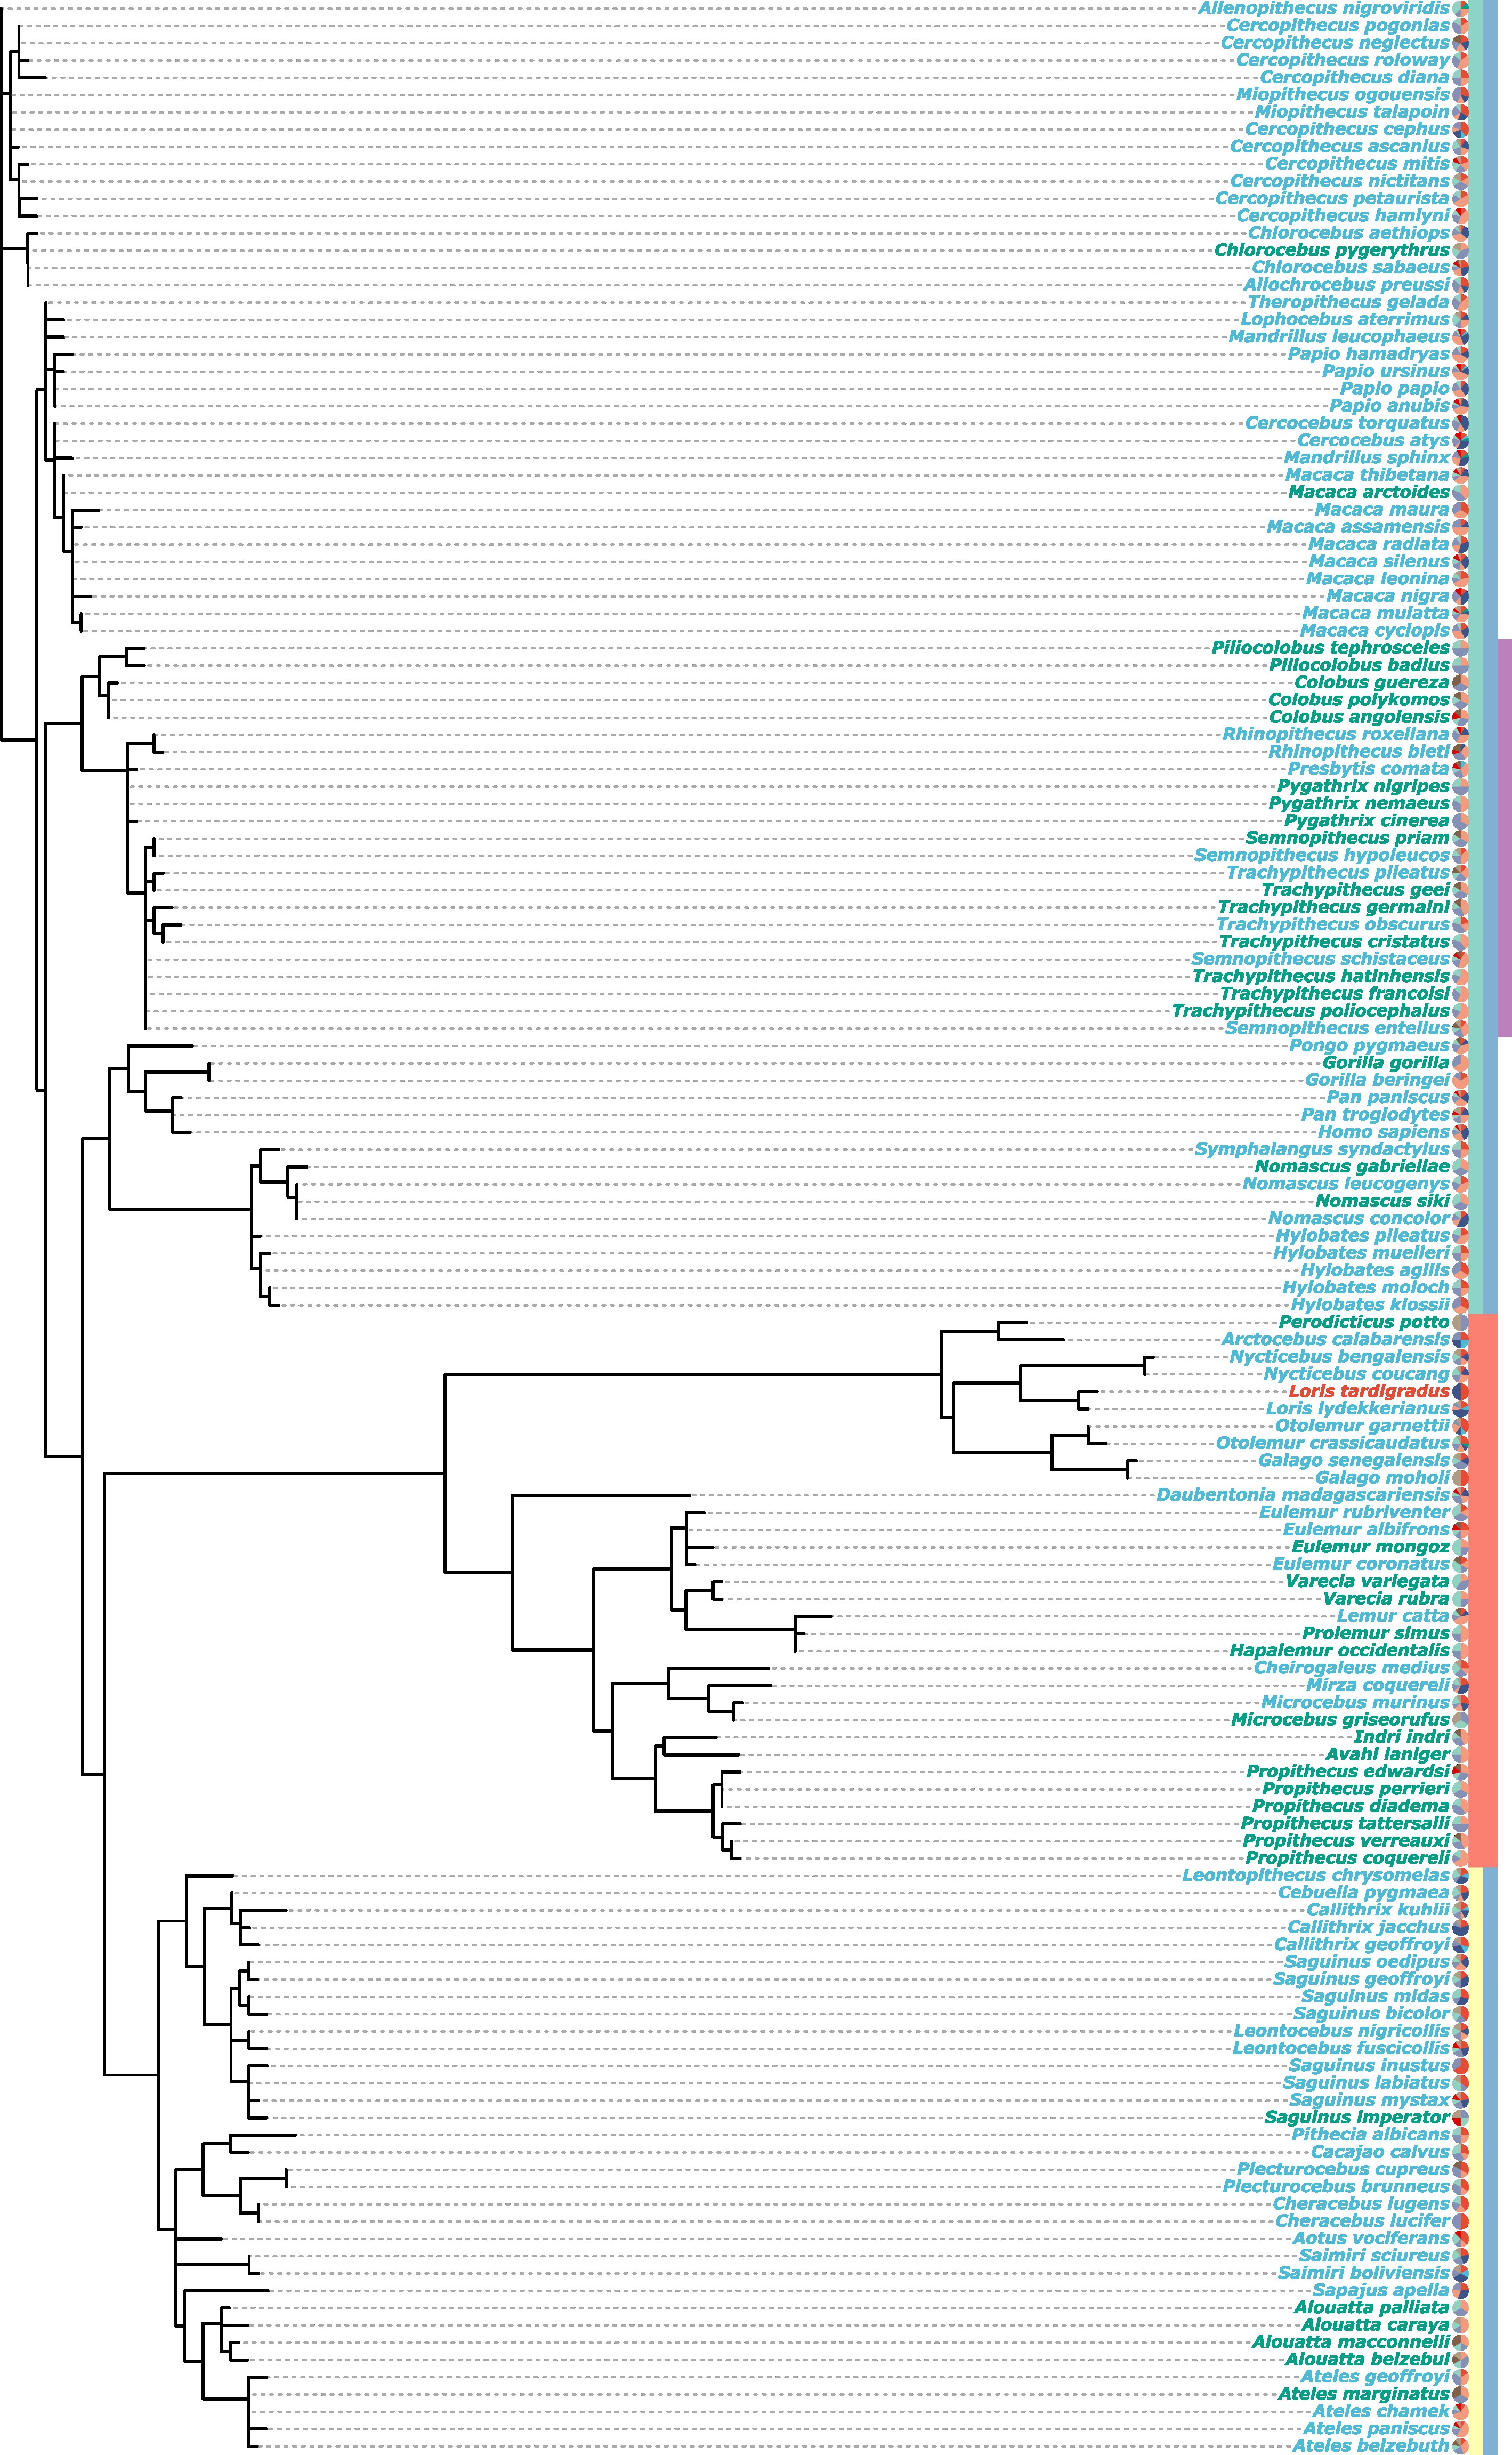 Allenopithecus nigroviridis
Cercopithecus pogonias
Cercopithecus neglectus
Cercopithecus roloway
Cercopithecus diana
Miopithecus ogouensis
Miopithecus talapoin
Cercopithecus cephus
Cercopithecus ascanius
Cercopithecus mitis
Cercopithecus nictitans
Cercopithecus petaurista
Cercopithecus hamlyni
Chlorocebus aethiops
Chlorocebus pygerythrus
Chlorocebus sabaeus
Allochrocebus preussi
Theropithecus gelada
Lophocebus aterrimus
Mandrillus leucophaeus
Papio hamadryas
Papio ursinus
Papio papio
Papio anubis
Cercocebus torquatus
Cercocebus atys
Mandrillus sphinx
Macaca thibetana
Macaca arctoides
Macaca maura
Macaca assamensis
Macaca radiata
Macaca silenus
Macaca leonina
Macaca nigra
Macaca mulatta
Macaca cyclopis
Piliocolobus tephrosceles
Piliocolobus badius
Colobus guereza
Colobus polykomos
Colobus angolensis
Rhinopithecus roxellana
Rhinopithecus bieti
Presbytis comata
Pygathrix nigripes
Pygathrix nemaeus
Pygathrix cinerea
Semnopithecus priam
Semnopithecus hypoleucos
Trachypithecus pileatus
Trachypithecus geei
Trachypithecus germaini
Trachypithecus obscurus
Trachypithecus cristatus
Semnopithecus schistaceus
Trachypithecus hatinhensis
Trachypithecus francoisi
Trachypithecus poliocephalus
Semnopithecus entellus
Pongo pygmaeus
Gorilla gorilla
Gorilla beringei
Pan paniscus
Pan troglodytes
Homo sapiens
Symphalangus syndactylus
Nomascus gabriellae
Nomascus leucogenys
Nomascus siki
Nomascus concolor
Hylobates pileatus
Hylobates muelleri
Hylobates agilis
Hylobates moloch
Hylobates klossii
Perodicticus potto
Arctocebus calabarensis
Nycticebus bengalensis
Nycticebus coucang
Loris tardigradus
Loris lydekkerianus
Otolemur garnettii
Otolemur crassicaudatus
Galago senegalensis
Galago moholi
Daubentonia madagascariensis
Eulemur rubriventer
Eulemur albifrons
Eulemur mongoz
Eulemur coronatus
Varecia variegata
Varecia rubra
Lemur catta
Prolemur simus
Hapalemur occidentalis
Cheirogaleus medius
Mirza coquereli
Microcebus murinus
Microcebus griseorufus
Indri indri
Avahi laniger
Propithecus edwardsi
Propithecus perrieri
Propithecus diadema
Propithecus tattersalli
Propithecus verreauxi
Propithecus coquereli
Leontopithecus chrysomelas
Cebuella pygmaea
Callithrix kuhlii
Callithrix jacchus
Callithrix geoffroyi
Saguinus oedipus
Saguinus geoffroyi
Saguinus midas
Saguinus bicolor
Leontocebus nigricollis
Leontocebus fuscicollis
Saguinus inustus
Saguinus labiatus
Saguinus mystax
Saguinus imperator
Pithecia albicans
Cacajao calvus
Plecturocebus cupreus
Plecturocebus brunneus
Cheracebus lugens
Cheracebus lucifer
Aotus vociferans
Saimiri sciureus
Saimiri boliviensis
Sapajus apella
Alouatta palliata
Alouatta caraya
Alouatta macconnelli
Alouatta belzebul
Ateles geoffroyi
Ateles marginatus
Ateles chamek
Ateles paniscus
Ateles belzebuth